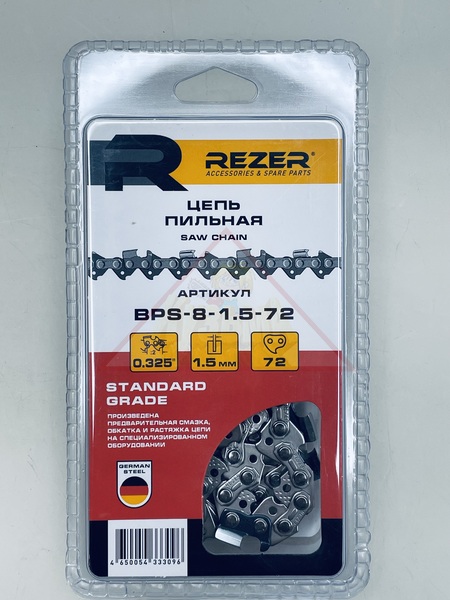 R
REZER®
ACCESSORIES & SPARE PARTS
ЦЕПЬ
ПИЛЬНАЯ
SAW CHAIN
АРТИКУЛ
BPS-8-1.5-72
0.325" 1.5 мм 72
STANDARD
GRADE
ПРОИЗВЕДЕНА
ПРЕДВАРИТЕЛЬНАЯ СМАЗКА,
ОБКАТКА И РАСТЯЖКА ЦЕПИ
НА СПЕЦИАЛИЗИРОВАННОМ
ОБОРУДОВАНИИ
GERMAN
STEEL
4 650054 333096